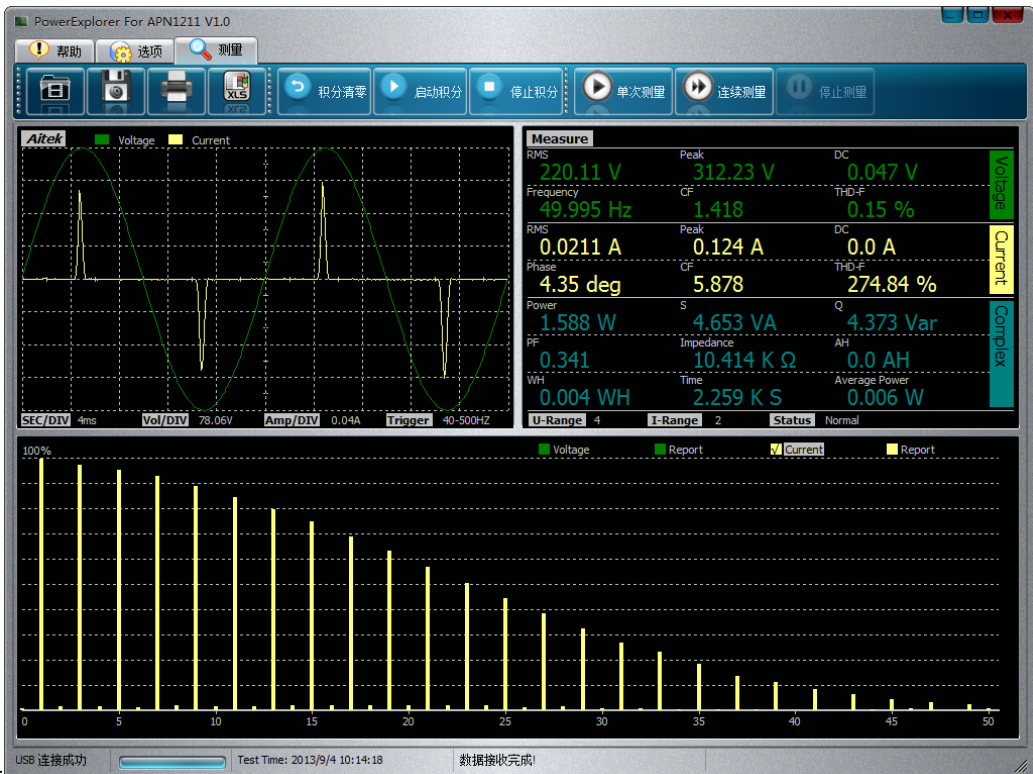 PowerExplorer For APN1211 V1.0
帮助 选项 测量
XLS 积分清零 启动积分 停止积分 单次测量 连续测量 停止测量
Aitek Voltage Current
Measure
RMS Peak DC
220.11 V 312.23 V 0.047 V
Frequency CF THD-F
49.995 Hz 1.418 0.15 %
Voltage
RMS Peak DC
0.0211 A 0.124 A 0.0 A
Phase CF THD-F
4.35 deg 5.878 274.84 %
Current
Power S Q
1.588 W 4.653 VA 4.373 Var
PF Impedance AH
0.341 10.414 K Ω 0.0 AH
WH Time Average Power
0.004 WH 2.259 K S 0.006 W
Complex
SEC/DIV 4ms Vol/DIV 78.06V Amp/DIV 0.04A Trigger 40-500HZ
U-Range 4 I-Range 2 Status Normal
100% Voltage Report Current Report
0 5 10 15 20 25 30 35 40 45 50
USB 连接成功 Test Time: 2013/9/4 10:14:18 数据接收完成!